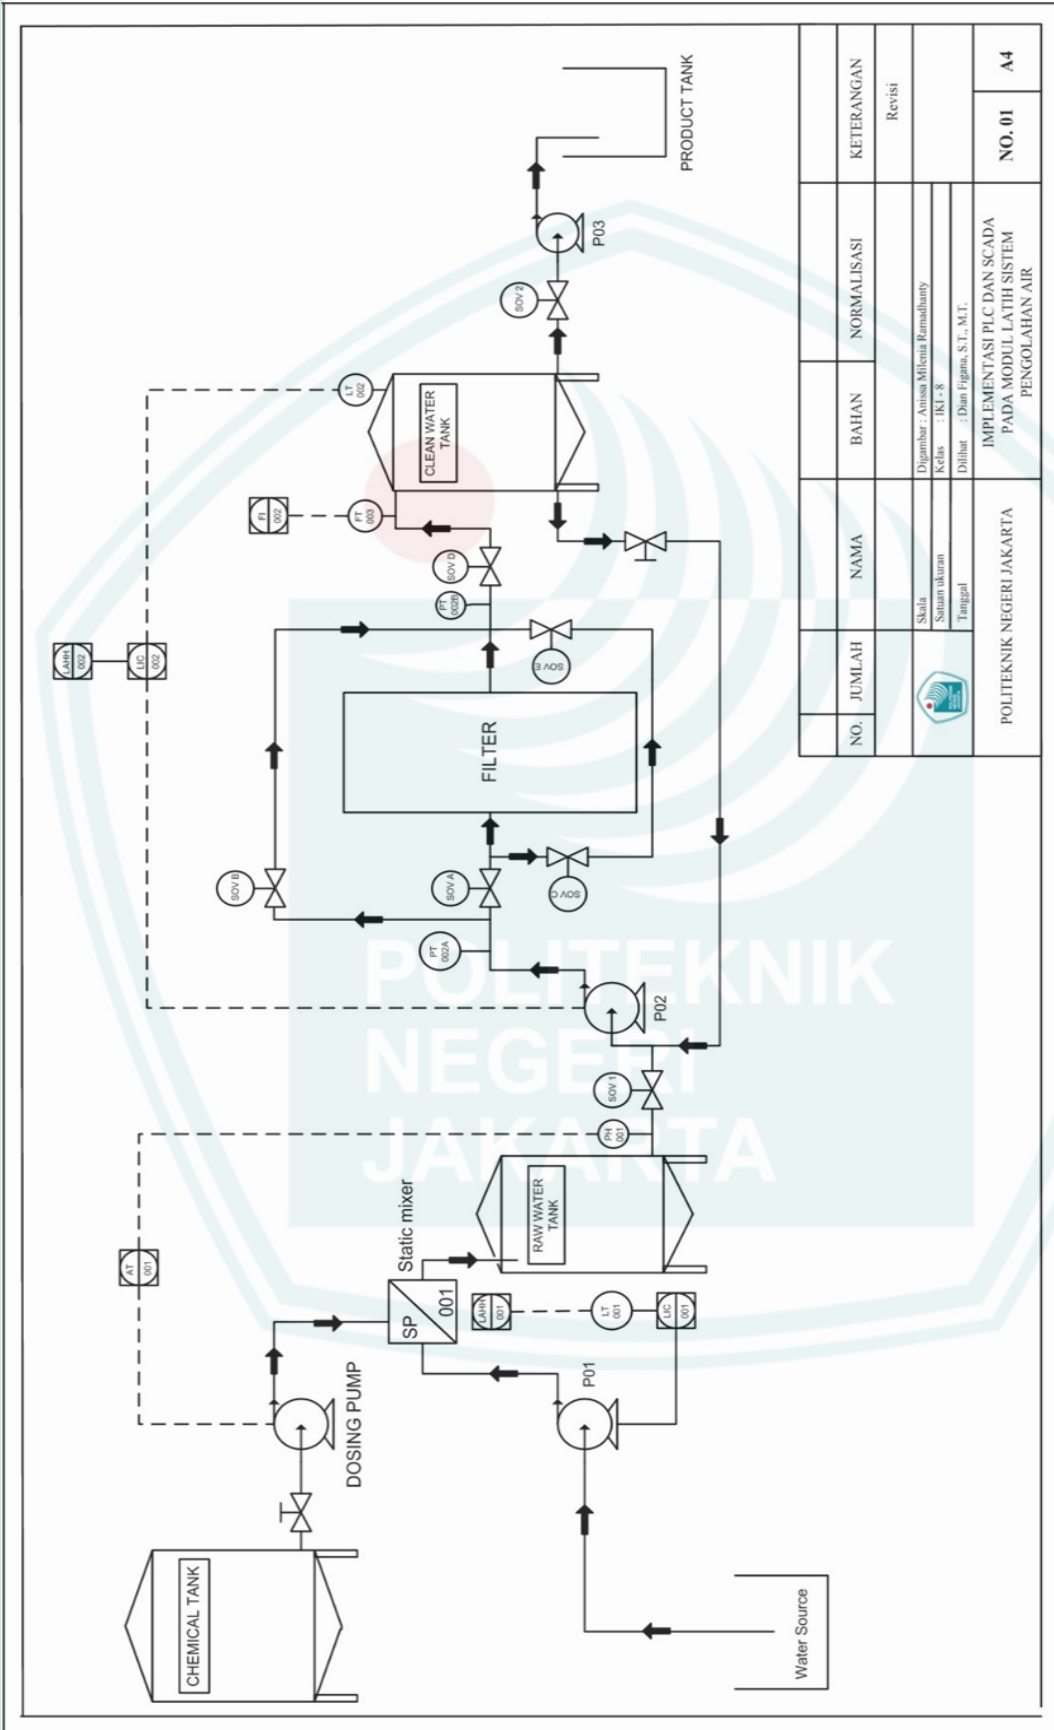 CHEMICAL TANK
DOSING PUMP
AT
001
Static mixer
SP
001
LAHH
001
LT
001
LIC
001
P01
Water Source
RAW WATER
TANK
PH
001
SOV 1
P02
PT
002A
SOV A
SOV B
SOV C
FILTER
SOV E
PT
002B
SOV D
LAHH
002
LIC
002
FI
002
FT
003
LT
002
CLEAN WATER
TANK
SOV 2
P03
PRODUCT TANK
POLITEKNIK
NEGERI
JAKARTA
NO.
JUMLAH
NAMA
BAHAN
NORMALISASI
KETERANGAN
Revisi
Skala
Satuan ukuran
Tanggal
Digambar : Anissa Milenia Ramadhanty
Kelas : IKI - 8
Dilihat : Dian Figana, S.T., M.T.
POLITEKNIK NEGERI JAKARTA
IMPLEMENTASI PLC DAN SCADA
PADA MODUL LATIH SISTEM
PENGOLAHAN AIR
NO. 01
A4